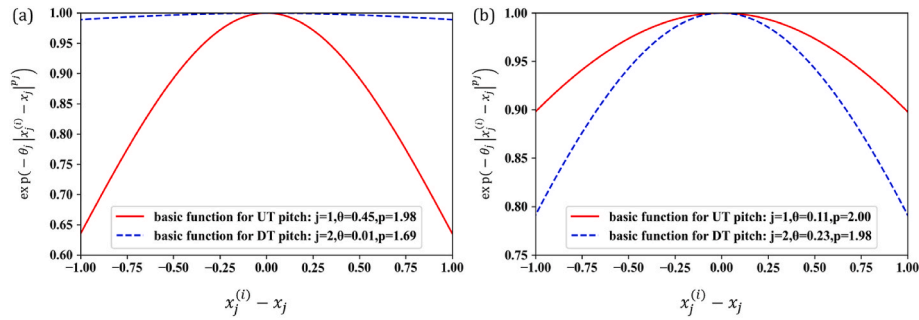 (a)
exp(-θj|xj(i) - xj|pj)
1.00
0.95
0.90
0.85
0.80
0.75
0.70
0.65
0.60
basic function for UT pitch: j=1,θ=0.45,p=1.98
basic function for DT pitch: j=2,θ=0.01,p=1.69
−1.00 −0.75 −0.50 −0.25 0.00 0.25 0.50 0.75 1.00
xj(i) − xj
(b)
exp(-θj|xj(i) - xj|pj)
1.00
0.95
0.90
0.85
0.80
0.75
basic function for UT pitch: j=1,θ=0.11,p=2.00
basic function for DT pitch: j=2,θ=0.23,p=1.98
−1.00 −0.75 −0.50 −0.25 0.00 0.25 0.50 0.75 1.00
xj(i) − xj